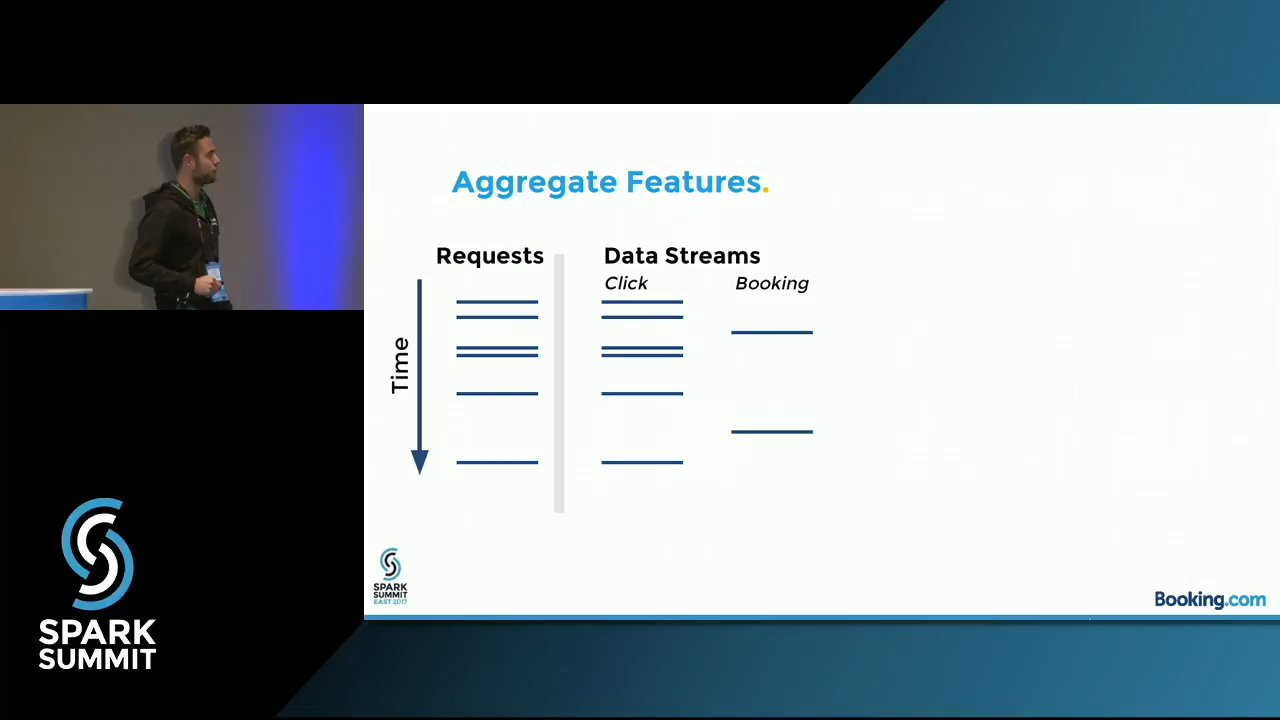 Aggregate Features.
Requests
Data Streams
Click
Booking
Time
SPARK
SUMMIT
EAST 2017
Booking.com
SPARK
SUMMIT